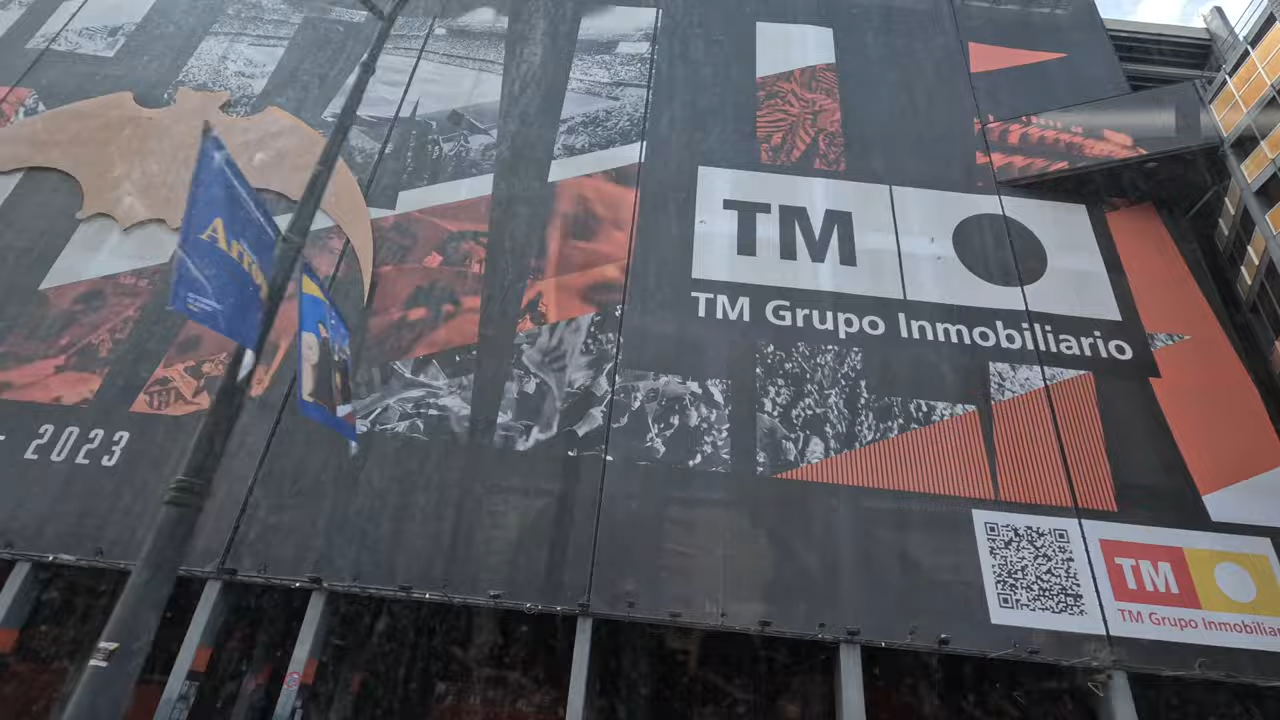 TM
TM Grupo Inmobiliario
- 2023
TM
TM Grupo Inmobiliar